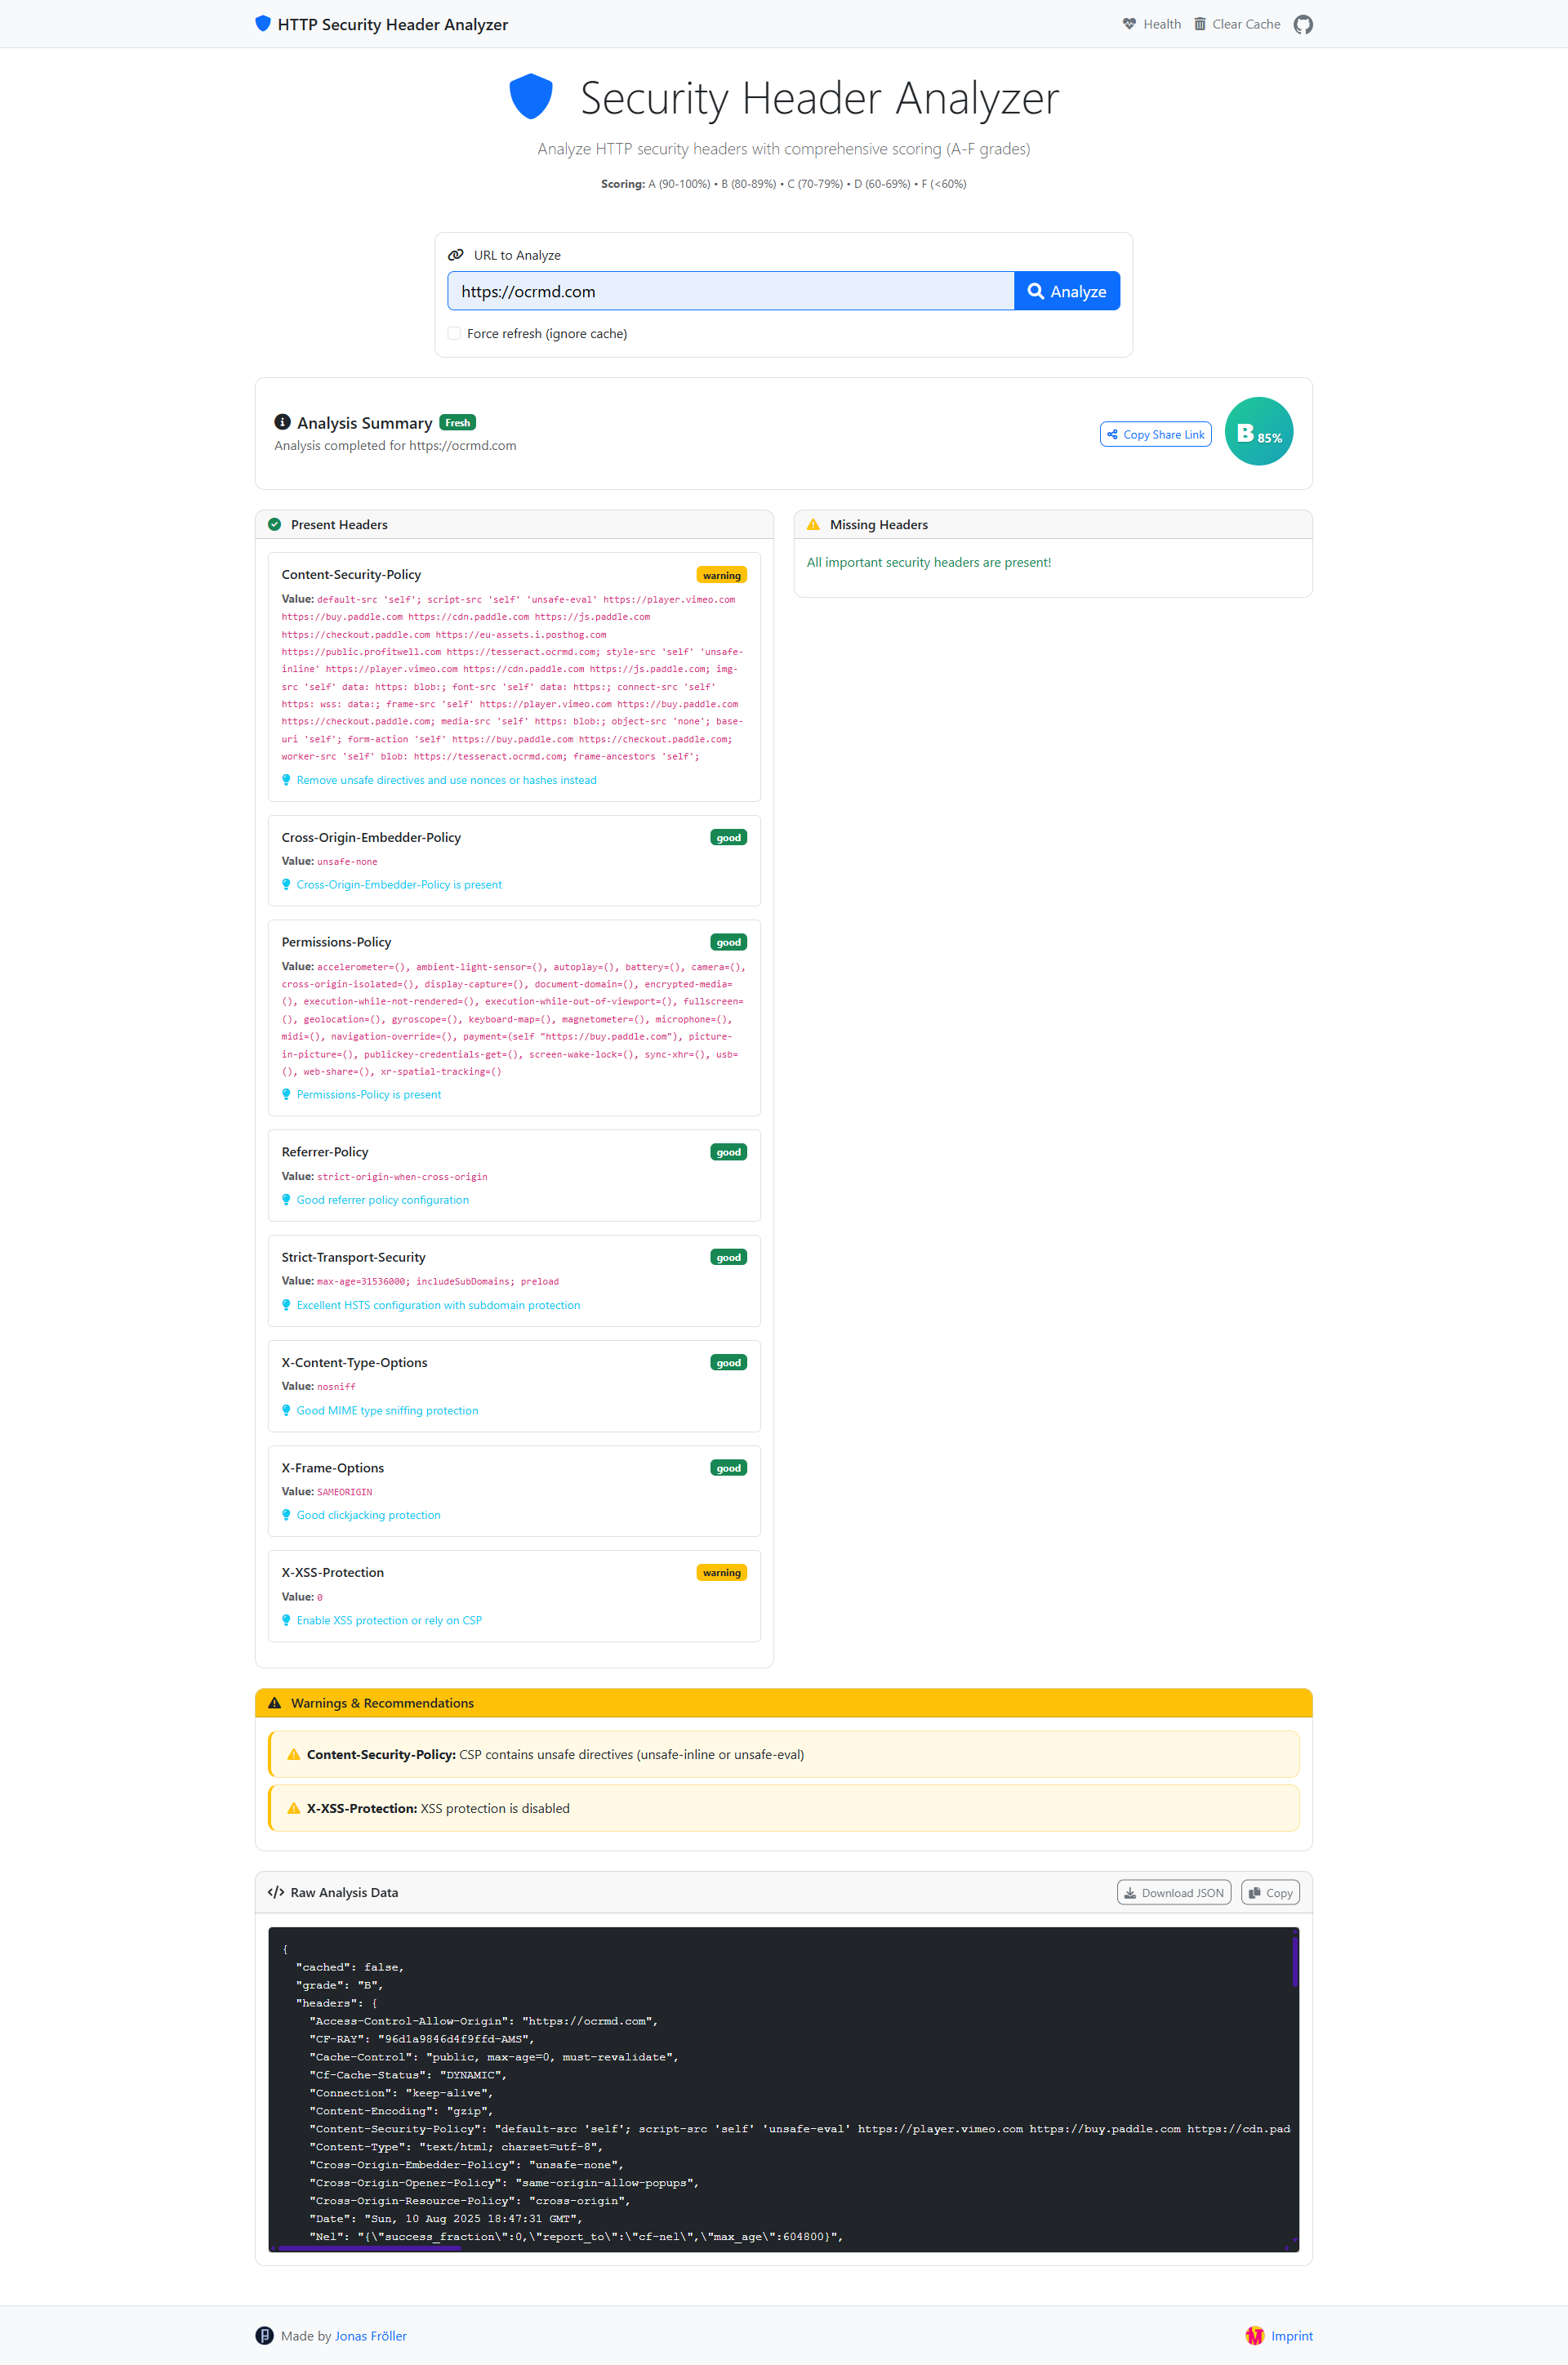 HTTP Security Header Analyzer
Health
Clear Cache
Security Header Analyzer
Analyze HTTP security headers with comprehensive scoring (A-F grades)
Scoring: A (90-100%) • B (80-89%) • C (70-79%) • D (60-69%) • F (<60%)
URL to Analyze
https://ocrmd.com
Analyze
Force refresh (ignore cache)
Analysis Summary Fresh
Analysis completed for https://ocrmd.com
Copy Share Link
B 85%
Present Headers
Content-Security-Policy
warning
Value: default-src 'self'; script-src 'self' 'unsafe-eval' https://player.vimeo.com
https://buy.paddle.com https://cdn.paddle.com https://js.paddle.com
https://checkout.paddle.com https://eu-assets.i.posthog.com
https://public.profitwell.com https://tesseract.ocrmd.com; style-src 'self' 'unsafe-
inline' https://player.vimeo.com https://cdn.paddle.com https://js.paddle.com; img-
src 'self' data: https: blob:; font-src 'self' data: https:; connect-src 'self'
https: wss: data:; frame-src 'self' https://player.vimeo.com https://buy.paddle.com
https://checkout.paddle.com; media-src 'self' https: blob:; object-src 'none'; base-
uri 'self'; form-action 'self' https://buy.paddle.com https://checkout.paddle.com;
worker-src 'self' blob: https://tesseract.ocrmd.com; frame-ancestors 'self';
Remove unsafe directives and use nonces or hashes instead
Cross-Origin-Embedder-Policy
good
Value: unsafe-none
Cross-Origin-Embedder-Policy is present
Permissions-Policy
good
Value: accelerometer=(), ambient-light-sensor=(), autoplay=(), battery=(), camera=(),
cross-origin-isolated=(), display-capture=(), document-domain=(), encrypted-media=
(), execution-while-not-rendered=(), execution-while-out-of-viewport=(), fullscreen=
(), geolocation=(), gyroscope=(), keyboard-map=(), magnetometer=(), microphone=(),
midi=(), navigation-override=(), payment=(self "https://buy.paddle.com"), picture-
in-picture=(), publickey-credentials-get=(), screen-wake-lock=(), sync-xhr=(), usb=
(), web-share=(), xr-spatial-tracking=()
Permissions-Policy is present
Referrer-Policy
good
Value: strict-origin-when-cross-origin
Good referrer policy configuration
Strict-Transport-Security
good
Value: max-age=31536000; includeSubDomains; preload
Excellent HSTS configuration with subdomain protection
X-Content-Type-Options
good
Value: nosniff
Good MIME type sniffing protection
X-Frame-Options
good
Value: SAMEORIGIN
Good clickjacking protection
X-XSS-Protection
warning
Value: 0
Enable XSS protection or rely on CSP
Missing Headers
All important security headers are present!
Warnings & Recommendations
Content-Security-Policy: CSP contains unsafe directives (unsafe-inline or unsafe-eval)
X-XSS-Protection: XSS protection is disabled
Raw Analysis Data
Download JSON
Copy
{
"cached": false,
"grade": "B",
"headers": {
"Access-Control-Allow-Origin": "https://ocrmd.com",
"CF-RAY": "96d1a9846d4f9ffd-AMS",
"Cache-Control": "public, max-age=0, must-revalidate",
"Cf-Cache-Status": "DYNAMIC",
"Connection": "keep-alive",
"Content-Encoding": "gzip",
"Content-Security-Policy": "default-src 'self'; script-src 'self' 'unsafe-eval' https://player.vimeo.com https://buy.paddle.com https://cdn.pad
"Content-Type": "text/html; charset=utf-8",
"Cross-Origin-Embedder-Policy": "unsafe-none",
"Cross-Origin-Opener-Policy": "same-origin-allow-popups",
"Cross-Origin-Resource-Policy": "cross-origin",
"Date": "Sun, 10 Aug 2025 18:47:31 GMT",
"Nel": "{\"success_fraction\":0,\"report_to\":\"cf-nel\",\"max_age\":604800}",
Made by Jonas Fröller
Imprint